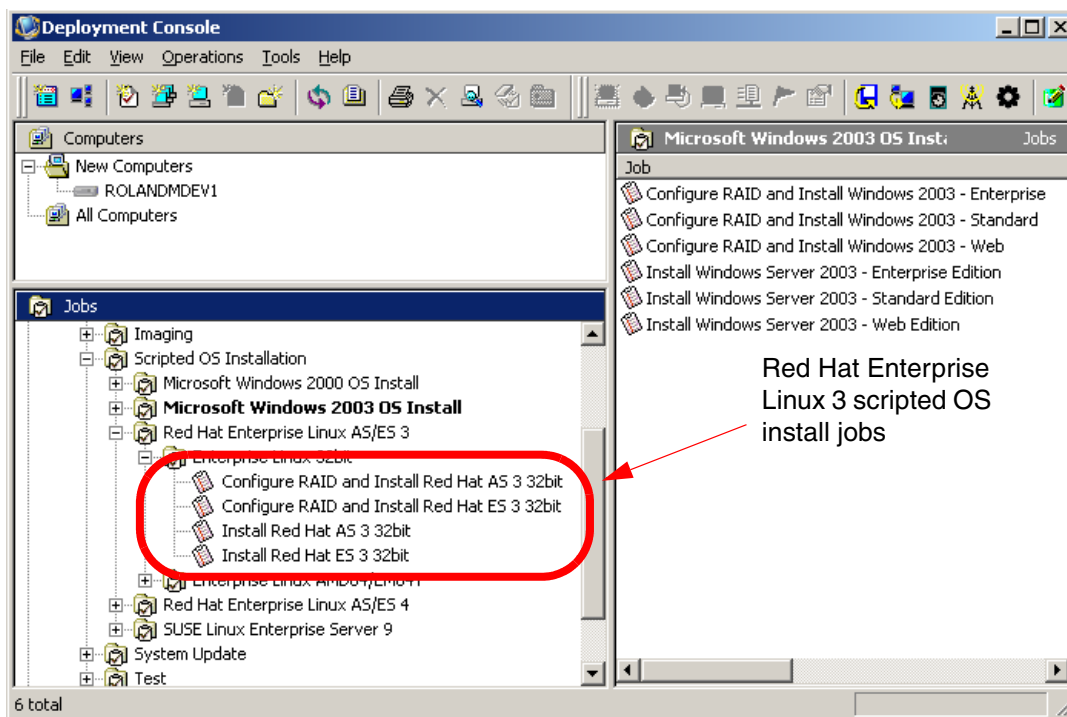 Deployment Console
File Edit View Operations Tools Help
Computers
New Computers
ROLANDMDEV1
All Computers
Jobs
Imaging
Scripted OS Installation
Microsoft Windows 2000 OS Install
Microsoft Windows 2003 OS Install
Red Hat Enterprise Linux AS/ES 3
Enterprise Linux 32bit
Configure RAID and Install Red Hat AS 3 32bit
Configure RAID and Install Red Hat ES 3 32bit
Install Red Hat AS 3 32bit
Install Red Hat ES 3 32bit
Enterprise Linux AMD64/EM64T
Red Hat Enterprise Linux AS/ES 4
SUSE Linux Enterprise Server 9
System Update
Test
Microsoft Windows 2003 OS Insta Jobs
Job
Configure RAID and Install Windows 2003 - Enterprise
Configure RAID and Install Windows 2003 - Standard
Configure RAID and Install Windows 2003 - Web
Install Windows Server 2003 - Enterprise Edition
Install Windows Server 2003 - Standard Edition
Install Windows Server 2003 - Web Edition
Red Hat Enterprise
Linux 3 scripted OS
install jobs
6 total